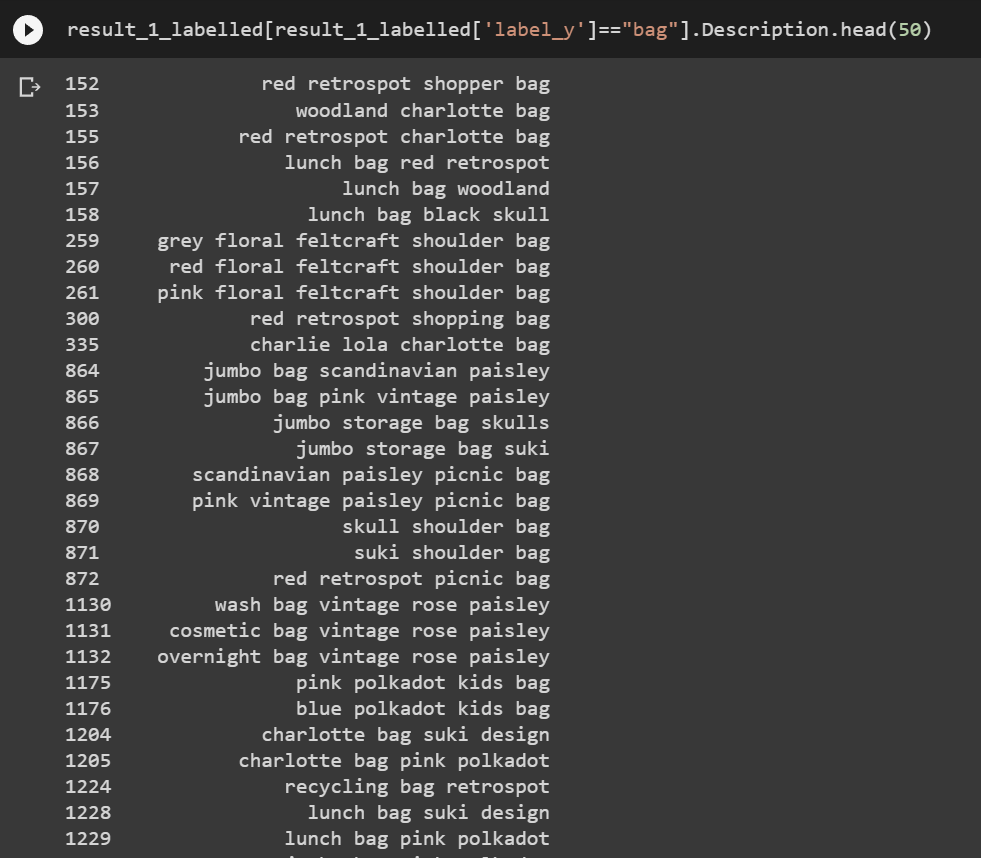 result_1_labelled[result_1_labelled['label_y']=="bag"].Description.head(50)
152 red retrospot shopper bag
153 woodland charlotte bag
155 red retrospot charlotte bag
156 lunch bag red retrospot
157 lunch bag woodland
158 lunch bag black skull
259 grey floral feltcraft shoulder bag
260 red floral feltcraft shoulder bag
261 pink floral feltcraft shoulder bag
300 red retrospot shopping bag
335 charlie lola charlotte bag
864 jumbo bag scandinavian paisley
865 jumbo bag pink vintage paisley
866 jumbo storage bag skulls
867 jumbo storage bag suki
868 scandinavian paisley picnic bag
869 pink vintage paisley picnic bag
870 skull shoulder bag
871 suki shoulder bag
872 red retrospot picnic bag
1130 wash bag vintage rose paisley
1131 cosmetic bag vintage rose paisley
1132 overnight bag vintage rose paisley
1175 pink polkadot kids bag
1176 blue polkadot kids bag
1204 charlotte bag suki design
1205 charlotte bag pink polkadot
1224 recycling bag retrospot
1228 lunch bag suki design
1229 lunch bag pink polkadot